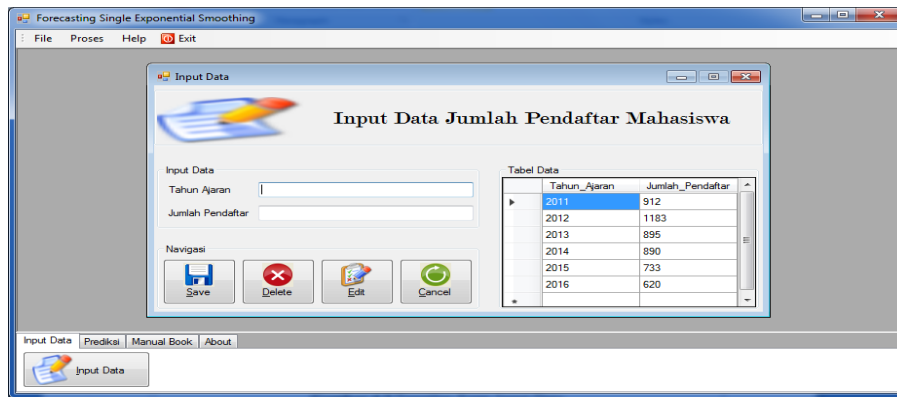 Forecasting Single Exponential Smoothing
File Proses Help Exit
Input Data
Input Data Jumlah Pendaftar Mahasiswa
Input Data
Tahun Ajaran
Jumlah Pendaftar
Navigasi
Save Delete Edit Cancel
Tabel Data
Tahun_Ajaran Jumlah_Pendaftar
2011 912
2012 1183
2013 895
2014 890
2015 733
2016 620
Input Data Prediksi Manual Book About
Input Data